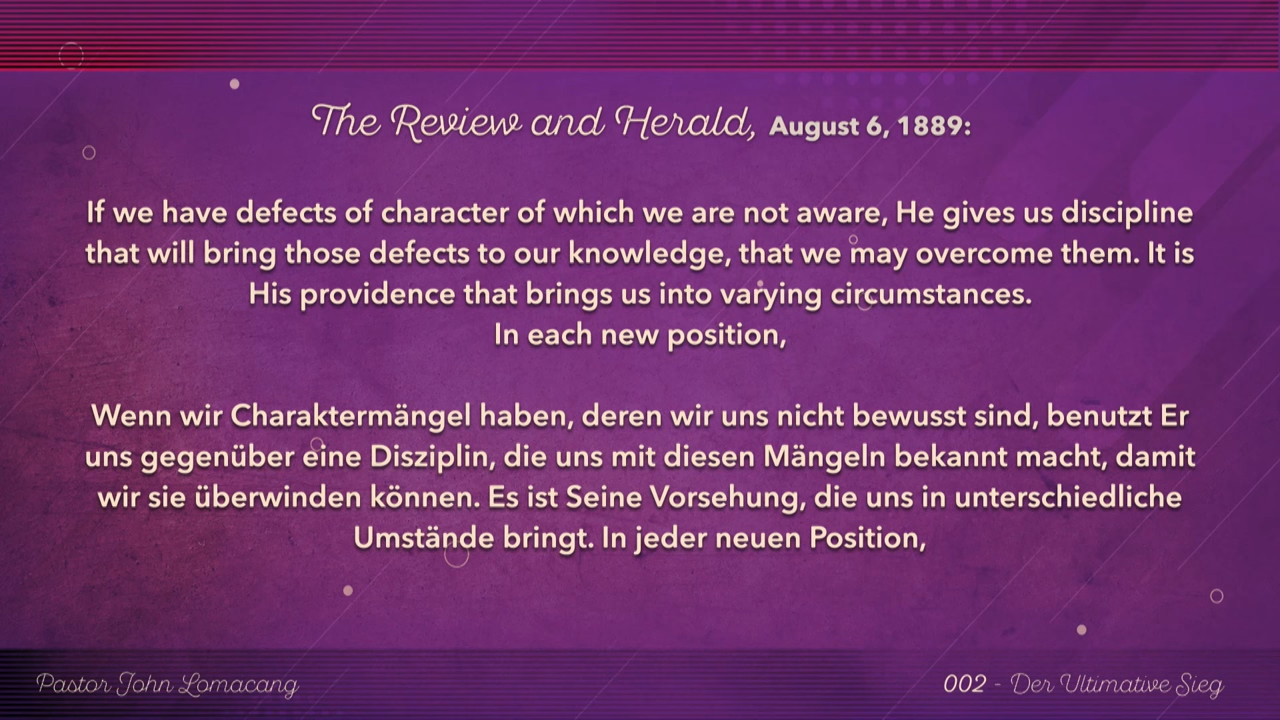 The Review and Herald, August 6, 1889:
If we have defects of character of which we are not aware, He gives us discipline
that will bring those defects to our knowledge, that we may overcome them. It is
His providence that brings us into varying circumstances.
In each new position,
Wenn wir Charaktermängel haben, deren wir uns nicht bewusst sind, benutzt Er
uns gegenüber eine Disziplin, die uns mit diesen Mängeln bekannt macht, damit
wir sie überwinden können. Es ist Seine Vorsehung, die uns in unterschiedliche
Umstände bringt. In jeder neuen Position,
Pastor John Lomacang
002 - Der Ultimative Sieg